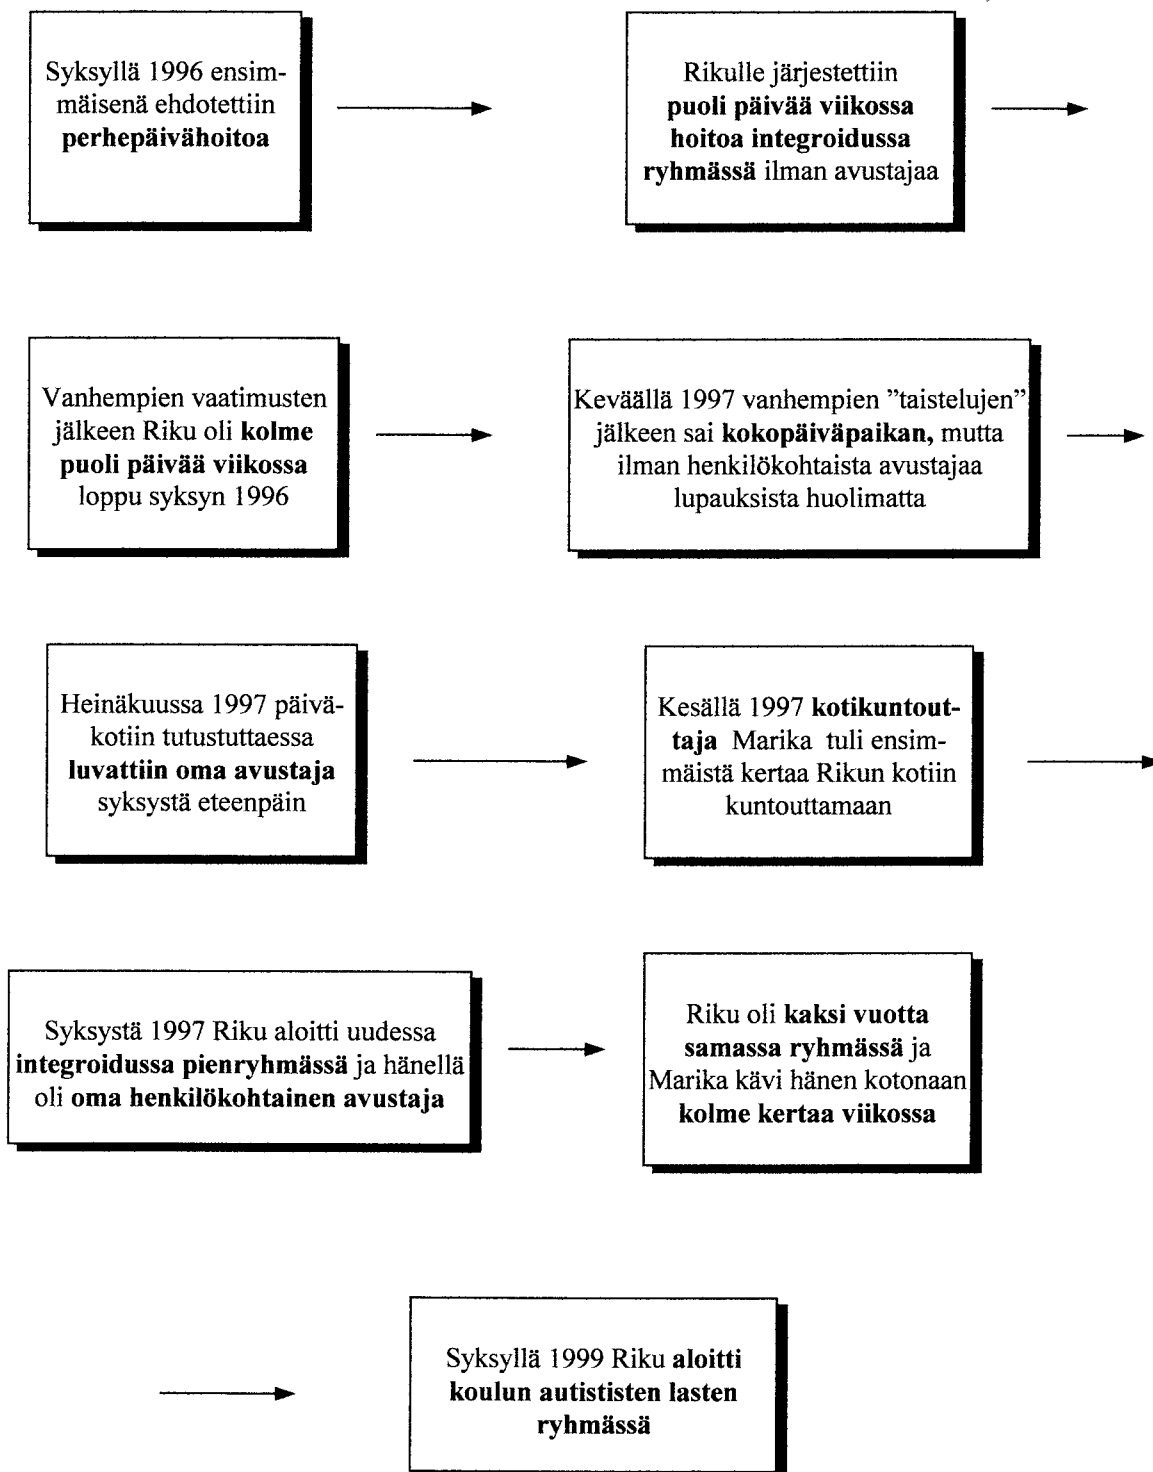 Syksyllä 1996 ensim-
mäisenä ehdotettiin
perhepäivähoitoa
Rikulle järjestettiin
puoli päivää viikossa
hoitoa integroidussa
ryhmässä ilman avustajaa
Vanhempien vaatimusten
jälkeen Riku oli kolme
puoli päivää viikossa
loppu syksyn 1996
Keväällä 1997 vanhempien ”taistelujen”
jälkeen sai kokopäiväpaikan, mutta
ilman henkilökohtaista avustajaa
lupauksista huolimatta
Heinäkuussa 1997 päivä-
kotiin tutustuttaessa
luvattiin oma avustaja
syksystä eteenpäin
Kesällä 1997 kotikuntout-
taja Marika tuli ensim-
mäistä kertaa Rikun kotiin
kuntouttamaan
Syksystä 1997 Riku aloitti uudessa
integroidussa pienryhmässä ja hänellä
oli oma henkilökohtainen avustaja
Riku oli kaksi vuotta
samassa ryhmässä ja
Marika kävi hänen kotonaan
kolme kertaa viikossa
Syksyllä 1999 Riku aloitti
koulun autististen lasten
ryhmässä